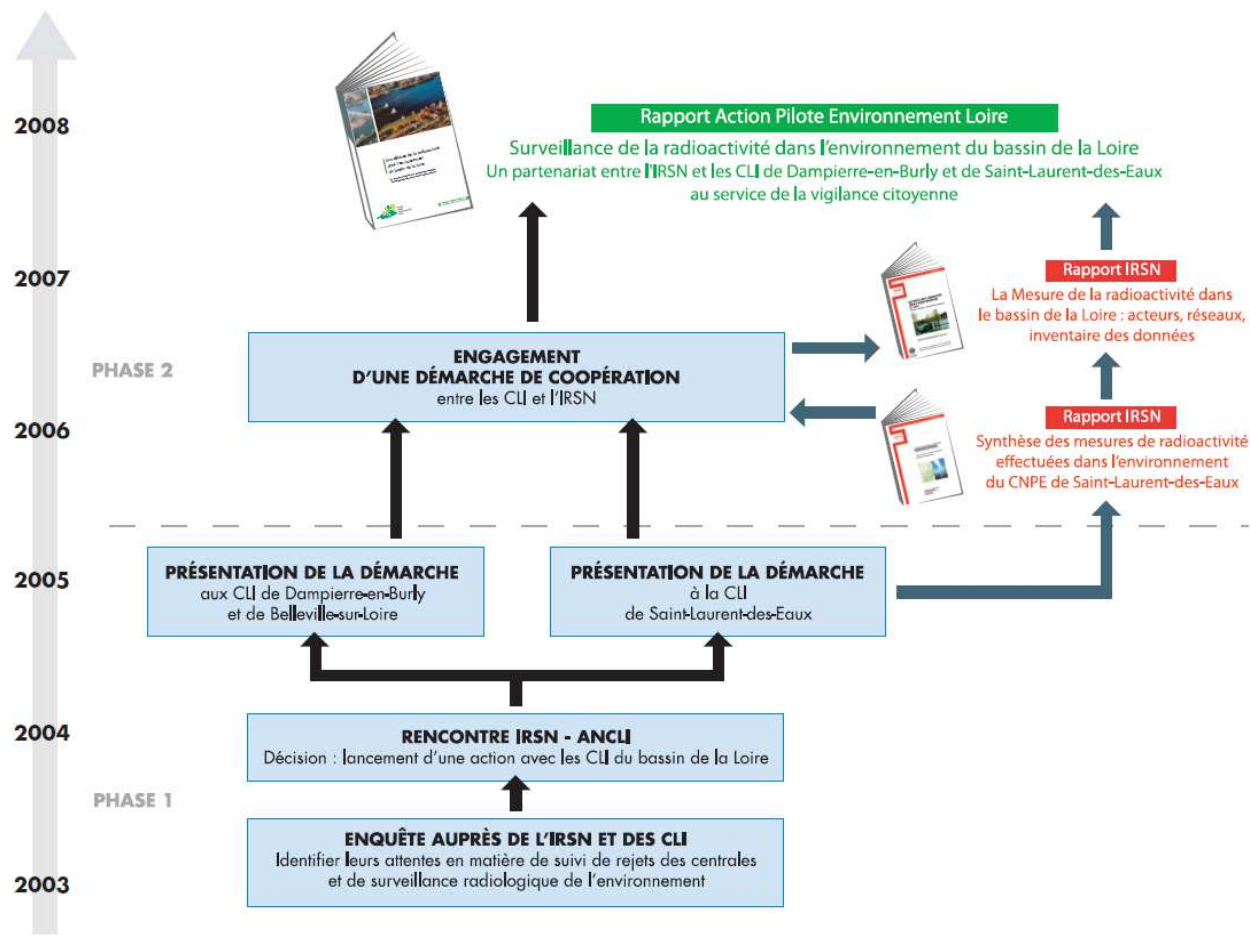 2008
Rapport Action Pilote Environnement Loire
Surveillance de la radioactivité dans l'environnement du bassin de la Loire
Un partenariat entre l'IRSN et les CLI de Dampierre-en-Burly et de Saint-Laurent-des-Eaux
au service de la vigilance citoyenne
2007
Rapport IRSN
La Mesure de la radioactivité dans
le bassin de la Loire : acteurs, réseaux,
inventaire des données
PHASE 2
ENGAGEMENT
D'UNE DÉMARCHE DE COOPÉRATION
entre les CLI et l'IRSN
2006
Rapport IRSN
Synthèse des mesures de radioactivité
effectuées dans l'environnement
du CNPE de Saint-Laurent-des-Eaux
2005
PRÉSENTATION DE LA DÉMARCHE
aux CLI de Dampierre-en-Burly
et de Belleville-sur-Loire
PRÉSENTATION DE LA DÉMARCHE
à la CLI
de Saint-Laurent-des-Eaux
2004
RENCONTRE IRSN - ANCLI
Décision : lancement d'une action avec les CLI du bassin de la Loire
PHASE 1
ENQUÊTE AUPRÈS DE L'IRSN ET DES CLI
Identifier leurs attentes en matière de suivi de rejets des centrales
et de surveillance radiologique de l'environnement
2003